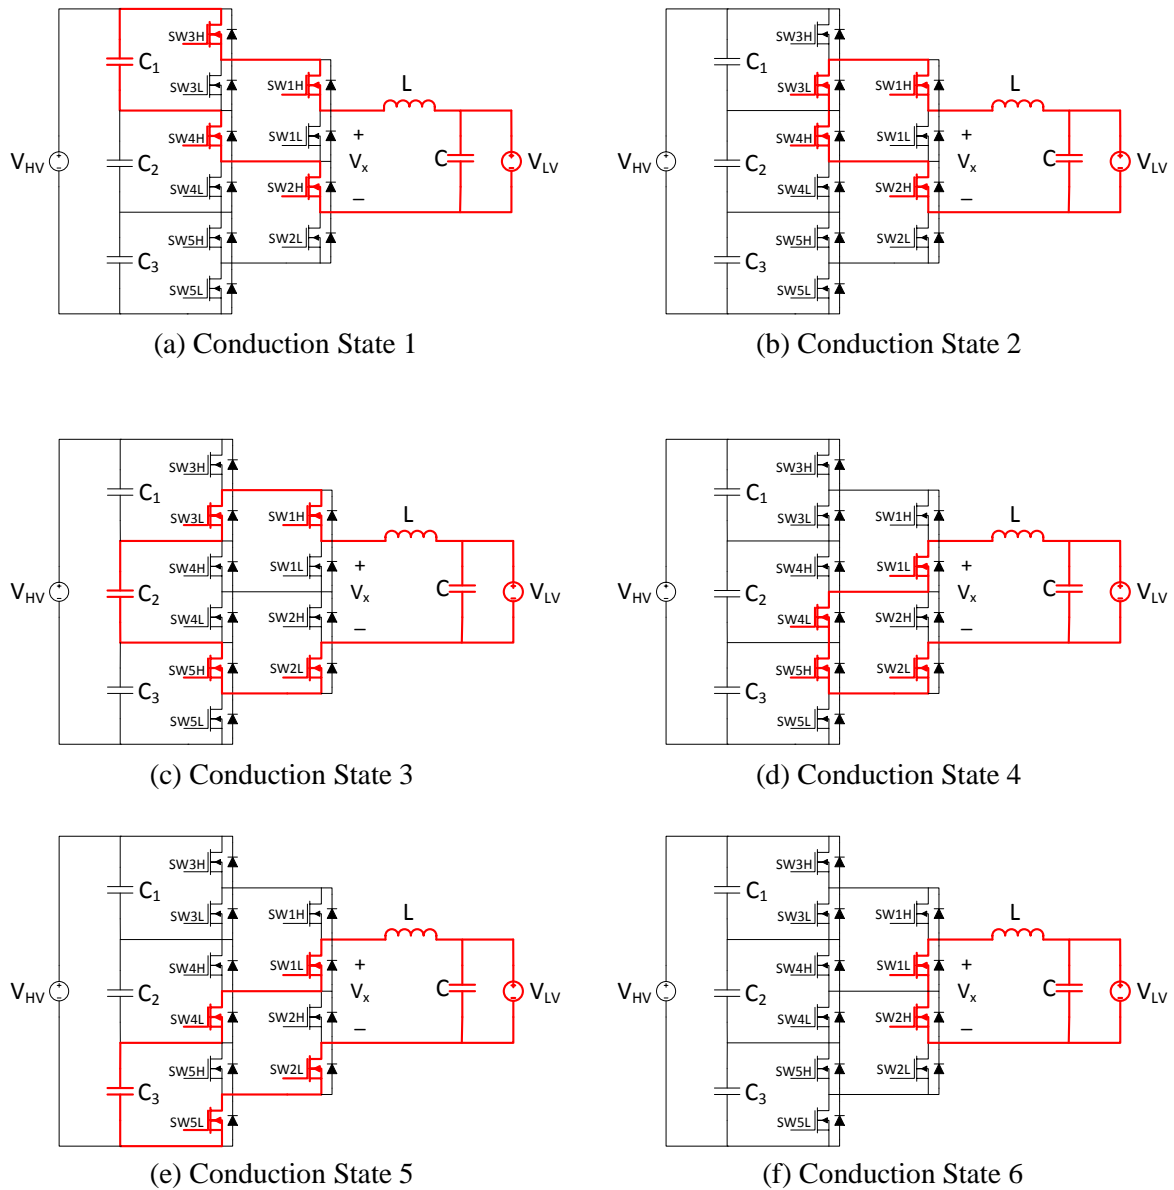 SW3H
C1
SW3L
SW1H
L
SW4H
SW1L
+
VHV
C2
Vx
C
VLV
SW4L
SW2H
–
SW5H
SW2L
C3
SW5L
(a) Conduction State 1
SW3H
C1
SW3L
SW1H
L
SW4H
SW1L
+
VHV
C2
Vx
C
VLV
SW4L
SW2H
–
SW5H
SW2L
C3
SW5L
(b) Conduction State 2
SW3H
C1
SW3L
SW1H
L
SW4H
SW1L
+
VHV
C2
Vx
C
VLV
SW4L
SW2H
–
SW5H
SW2L
C3
SW5L
(c) Conduction State 3
SW3H
C1
SW3L
SW1H
L
SW4H
SW1L
+
VHV
C2
Vx
C
VLV
SW4L
SW2H
–
SW5H
SW2L
C3
SW5L
(d) Conduction State 4
SW3H
C1
SW3L
SW1H
L
SW4H
SW1L
+
VHV
C2
Vx
C
VLV
SW4L
SW2H
–
SW5H
SW2L
C3
SW5L
(e) Conduction State 5
SW3H
C1
SW3L
SW1H
L
SW4H
SW1L
+
VHV
C2
Vx
C
VLV
SW4L
SW2H
–
SW5H
SW2L
C3
SW5L
(f) Conduction State 6